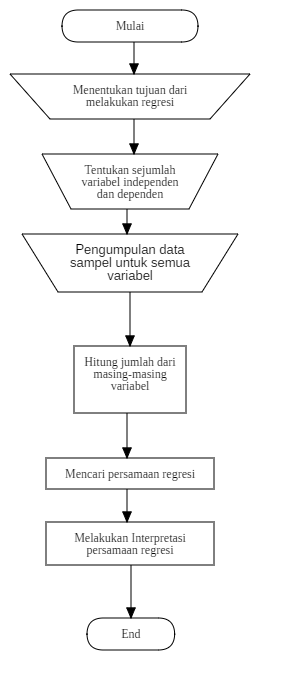 Mulai
Menentukan tujuan dari
melakukan regresi
Tentukan sejumlah
variabel independen
dan dependen
Pengumpulan data
sampel untuk semua
variabel
Hitung jumlah dari
masing-masing
variabel
Mencari persamaan regresi
Melakukan Interpretasi
persamaan regresi
End